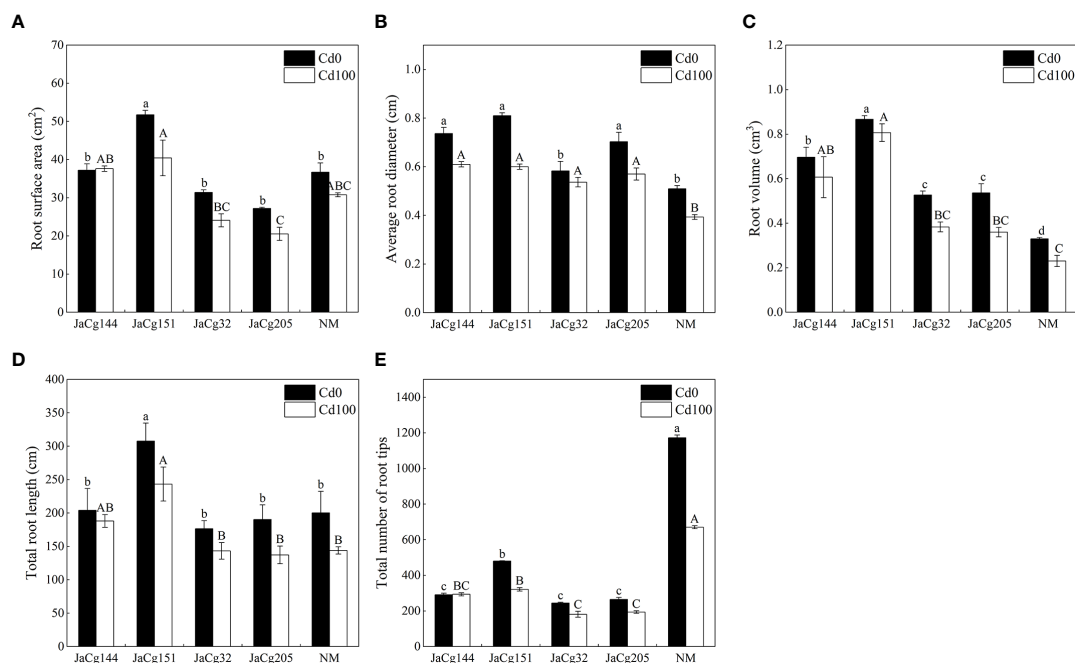 A
Root surface area (cm²)
70
60
50
40
30
20
10
0
Cd0
Cd100
b AB a A b BC c C b ABC
JaCg144 JaCg151 JaCg32 JaCg205 NM
B
Average root diameter (cm)
1.0
0.8
0.6
0.4
0.2
0.0
Cd0
Cd100
a A a A b A a A b B
JaCg144 JaCg151 JaCg32 JaCg205 NM
C
Root volume (cm³)
1.2
1.0
0.8
0.6
0.4
0.2
0.0
Cd0
Cd100
b AB a A c BC c BC d C
JaCg144 JaCg151 JaCg32 JaCg205 NM
D
Total root length (cm)
400
350
300
250
200
150
100
50
0
Cd0
Cd100
b AB a A b B b B b B
JaCg144 JaCg151 JaCg32 JaCg205 NM
E
Total number of root tips
1400
1200
1000
800
600
400
200
0
Cd0
Cd100
c BC b B c C c C a A
JaCg144 JaCg151 JaCg32 JaCg205 NM